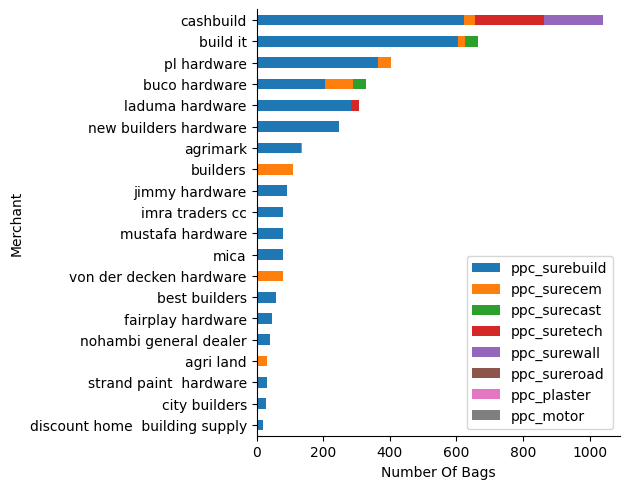 Merchant
cashbuild
build it
pl hardware
buco hardware
laduma hardware
new builders hardware
agrimark
builders
jimmy hardware
imra traders cc
mustafa hardware
mica
von der decken hardware
best builders
fairplay hardware
nohambi general dealer
agri land
strand paint  hardware
city builders
discount home  building supply
ppc_surebuild
ppc_surecem
ppc_surecast
ppc_suretech
ppc_surewall
ppc_sureroad
ppc_plaster
ppc_motor
0 200 400 600 800 1000
Number Of Bags